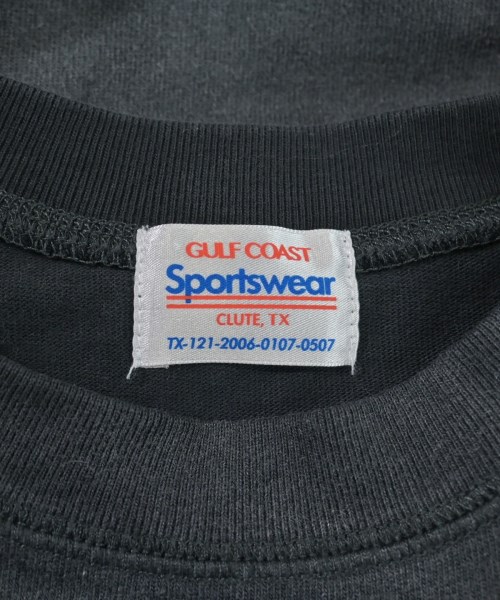 GULF COAST
Sportswear
CLUTE, TX
TX-121-2006-0107-0507